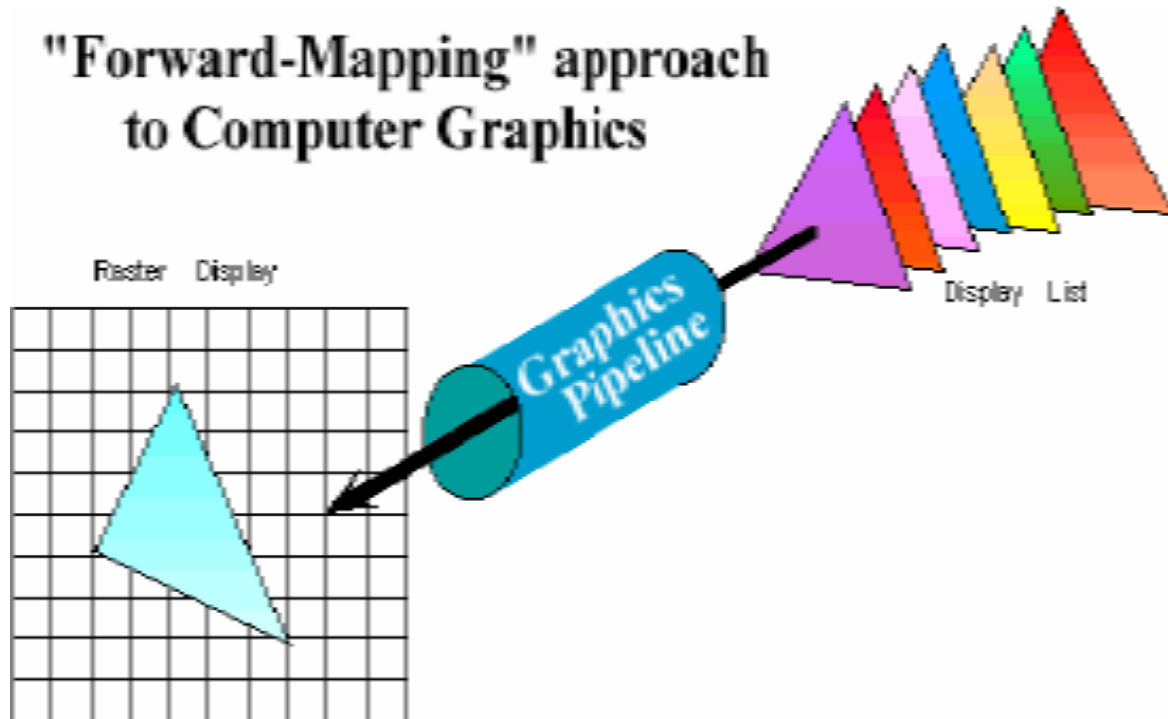 "Forward-Mapping" approach
to Computer Graphics
Raster Display
Graphics
Pipeline
Display List